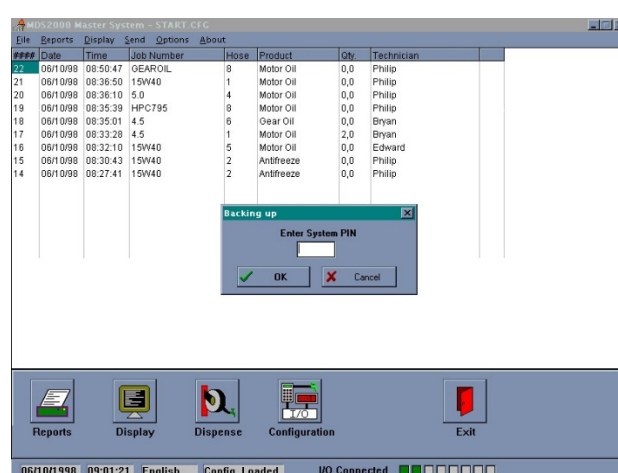 MDS2000 Master System - START.CFG
File Reports Display Send Options About
#### Date Time Job Number Hose Product Qty. Technician
22 06/10/98 08:50:47 GEAROIL 8 Motor Oil 0,0 Philip
21 06/10/98 08:36:50 15W40 1 Motor Oil 0,0 Philip
20 06/10/98 08:36:10 5.0 4 Motor Oil 0,0 Philip
19 06/10/98 08:35:39 HPC795 8 Motor Oil 0,0 Philip
18 06/10/98 08:35:01 4.5 6 Gear Oil 0,0 Bryan
17 06/10/98 08:33:28 4.5 1 Motor Oil 2,0 Bryan
16 06/10/98 08:32:10 15W40 5 Motor Oil 0,0 Edward
15 06/10/98 08:30:43 15W40 2 Antifreeze 0,0 Philip
14 06/10/98 08:27:41 15W40 2 Antifreeze 0,0 Philip
Backing up
Enter System PIN
OK Cancel
I/O
Reports Display Dispense Configuration Exit
06/10/1998 09:01:21 English Config. Loaded I/O Connected